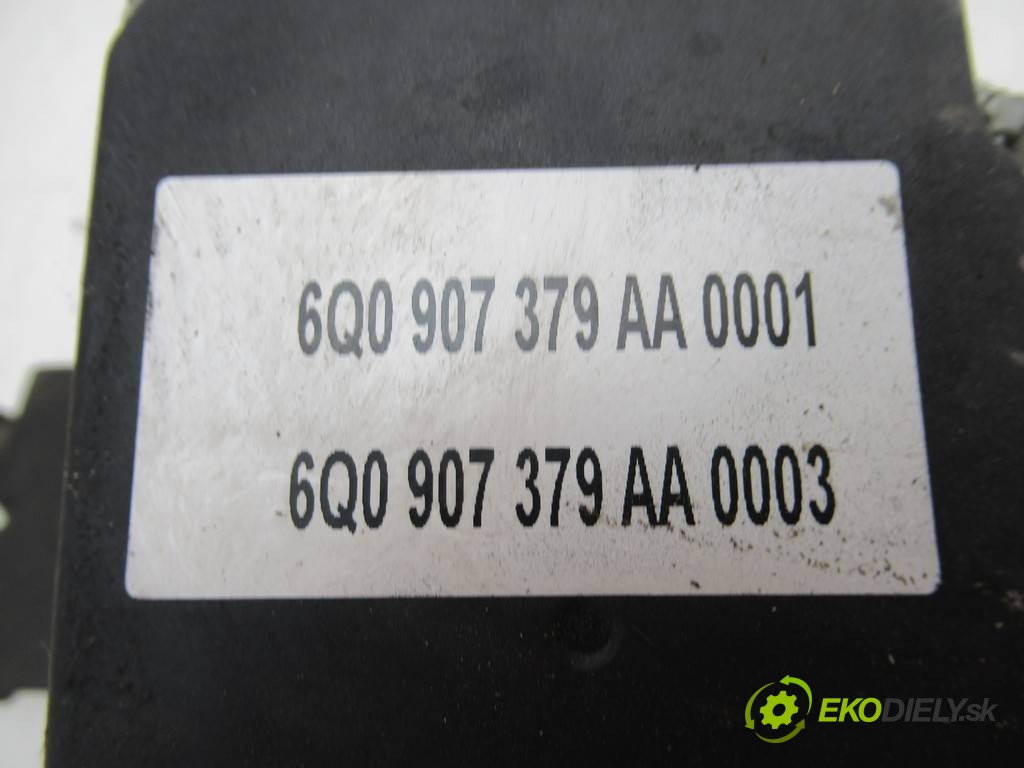 6Q0 907 379 AA 0001
6Q0 907 379 AA 0003
EKODIELY.sk